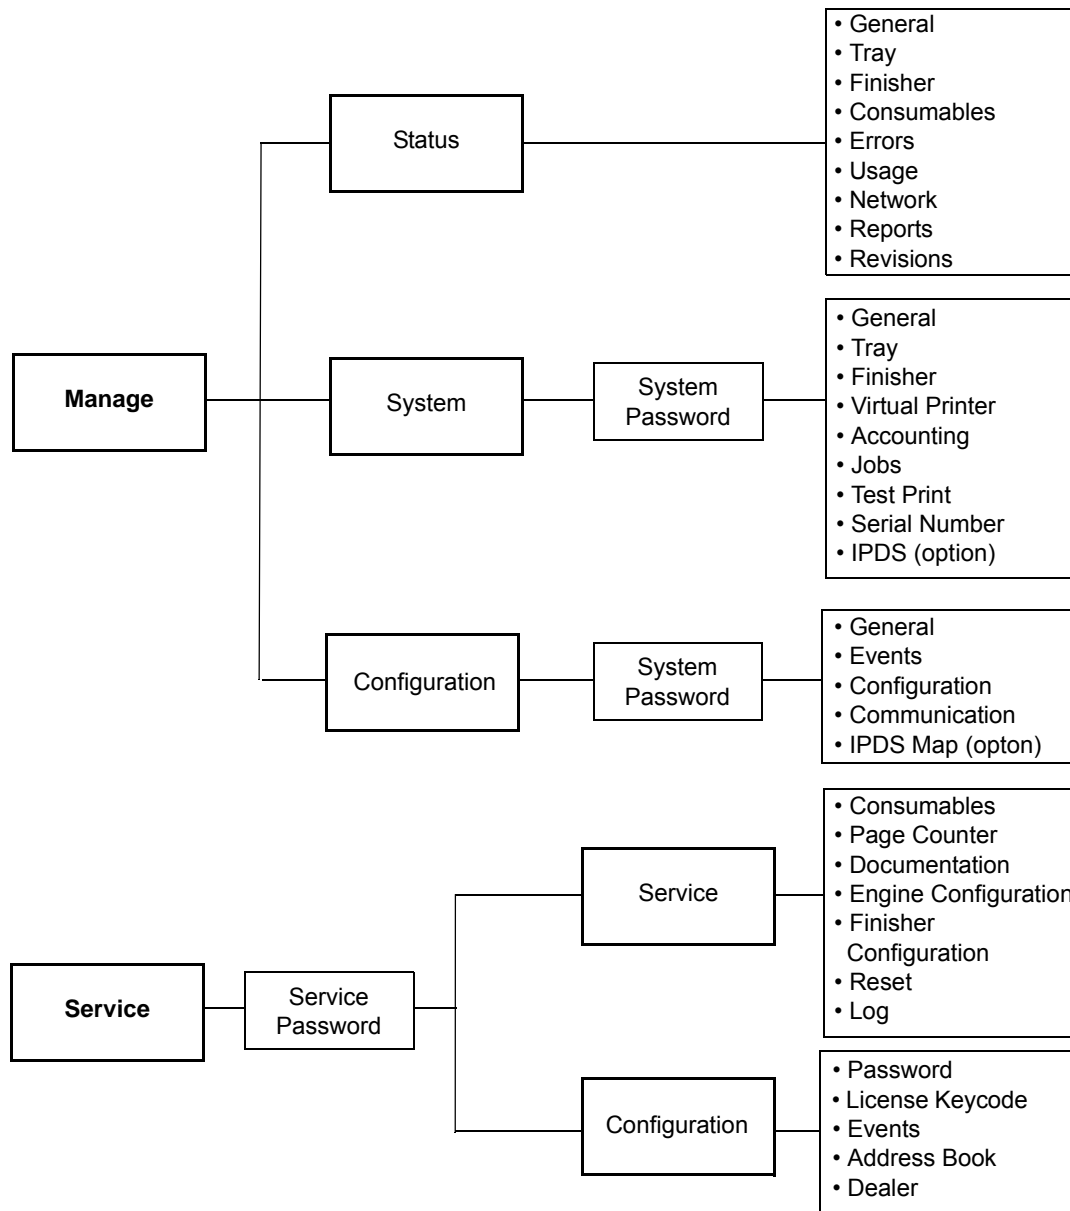 Manage
Status
• General
• Tray
• Finisher
• Consumables
• Errors
• Usage
• Network
• Reports
• Revisions
System
System
Password
• General
• Tray
• Finisher
• Virtual Printer
• Accounting
• Jobs
• Test Print
• Serial Number
• IPDS (option)
Configuration
System
Password
• General
• Events
• Configuration
• Communication
• IPDS Map (opton)
Service
Service
Password
Service
• Consumables
• Page Counter
• Documentation
• Engine Configuration
• Finisher
Configuration
• Reset
• Log
Configuration
• Password
• License Keycode
• Events
• Address Book
• Dealer